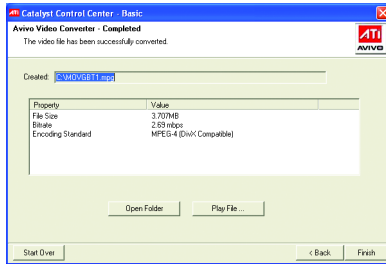 ATI Catalyst Control Center - Basic
Avivo Video Converter - Completed
The video file has been successfully converted.
ATI
AVIVO
Created: C:\MOVGBT1.mpg
Property Value
File Size 3.707MB
Bitrate 2.69 mbps
Encoding Standard MPEG-4 (DivX Compatible)
Open Folder Play File ...
Start Over < Back Finish